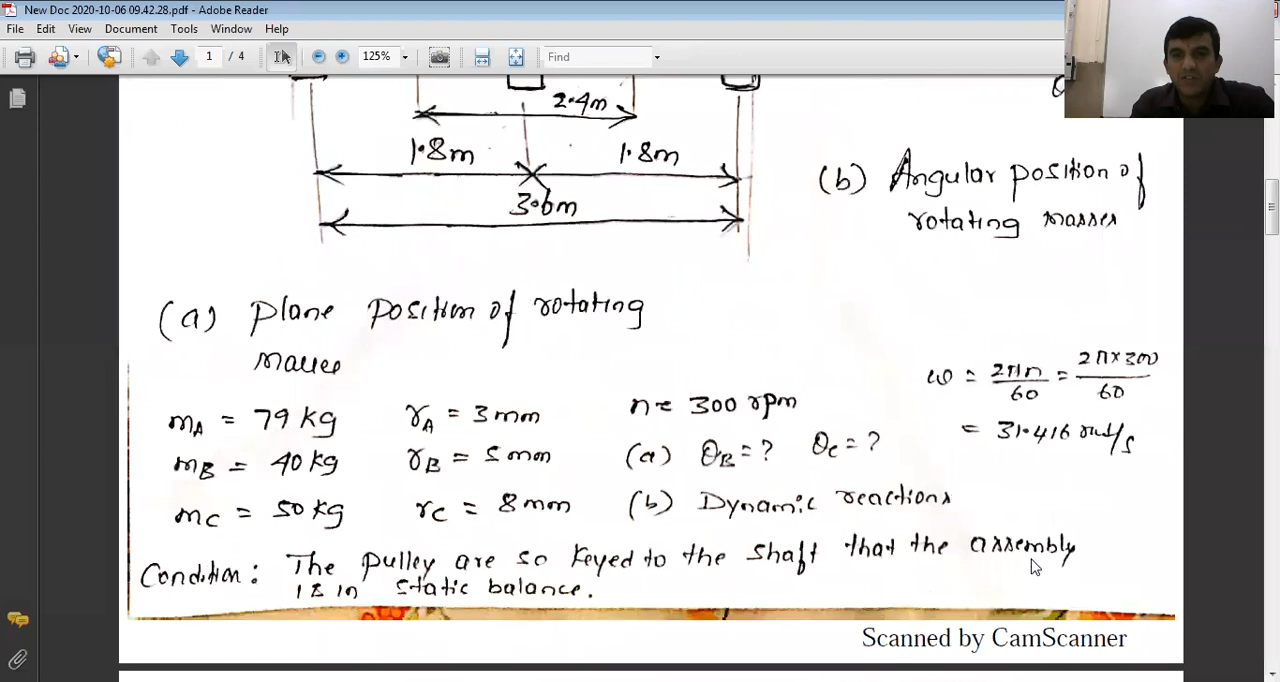 New Doc 2020-10-06 09.42.28.pdf - Adobe Reader
File Edit View Document Tools Window Help
1 / 4 125% Find
2.4m
1.8m 1.8m
3.6m
(b) Angular position of
rotating masses
(a) plane position of rotating
masses
ω = 2πn/60 = 2π×300/60
= 31.416 rad/s
mA = 79 kg rA = 3 mm n = 300 rpm
mB = 40 kg rB = 5 mm (a) θB = ? θc = ?
mc = 50 kg rc = 8 mm (b) Dynamic reactions
Condition: The pulley are so keyed to the shaft that the assembly
is in static balance.
Scanned by CamScanner